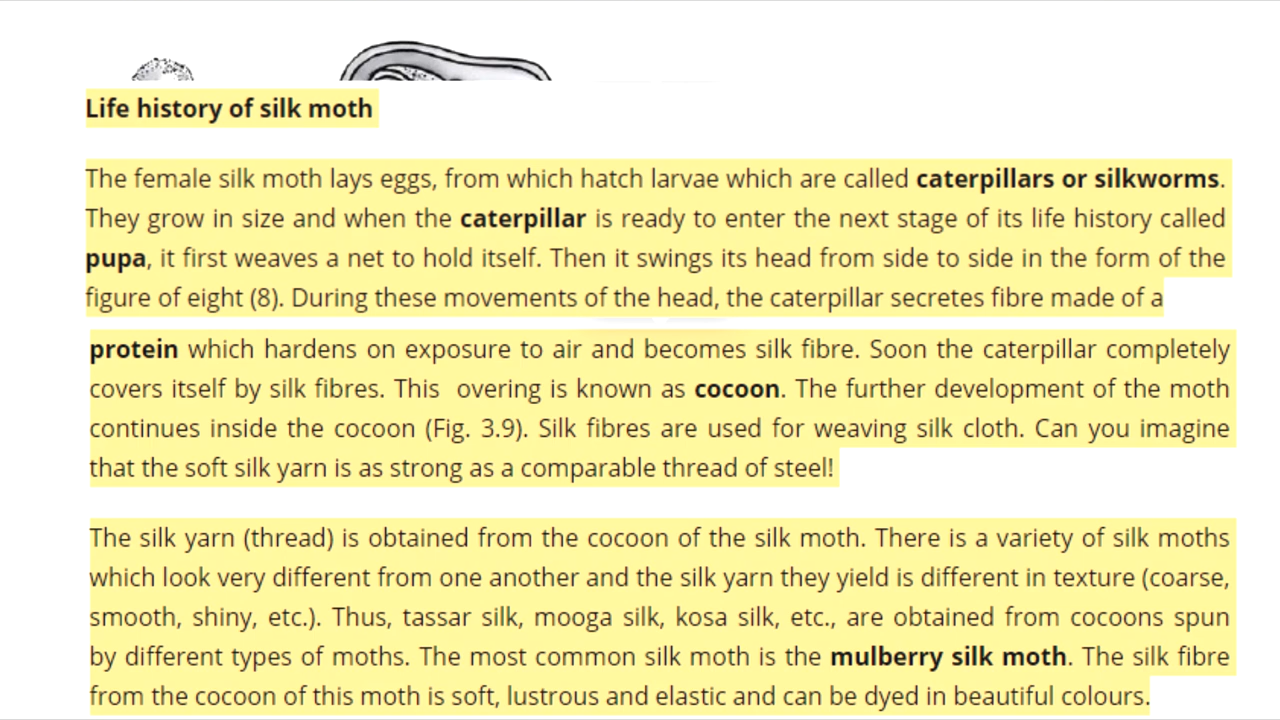 Life history of silk moth
The female silk moth lays eggs, from which hatch larvae which are called caterpillars or silkworms.
They grow in size and when the caterpillar is ready to enter the next stage of its life history called
pupa, it first weaves a net to hold itself. Then it swings its head from side to side in the form of the
figure of eight (8). During these movements of the head, the caterpillar secretes fibre made of a
protein which hardens on exposure to air and becomes silk fibre. Soon the caterpillar completely
covers itself by silk fibres. This overing is known as cocoon. The further development of the moth
continues inside the cocoon (Fig. 3.9). Silk fibres are used for weaving silk cloth. Can you imagine
that the soft silk yarn is as strong as a comparable thread of steel!
The silk yarn (thread) is obtained from the cocoon of the silk moth. There is a variety of silk moths
which look very different from one another and the silk yarn they yield is different in texture (coarse,
smooth, shiny, etc.). Thus, tassar silk, mooga silk, kosa silk, etc., are obtained from cocoons spun
by different types of moths. The most common silk moth is the mulberry silk moth. The silk fibre
from the cocoon of this moth is soft, lustrous and elastic and can be dyed in beautiful colours.